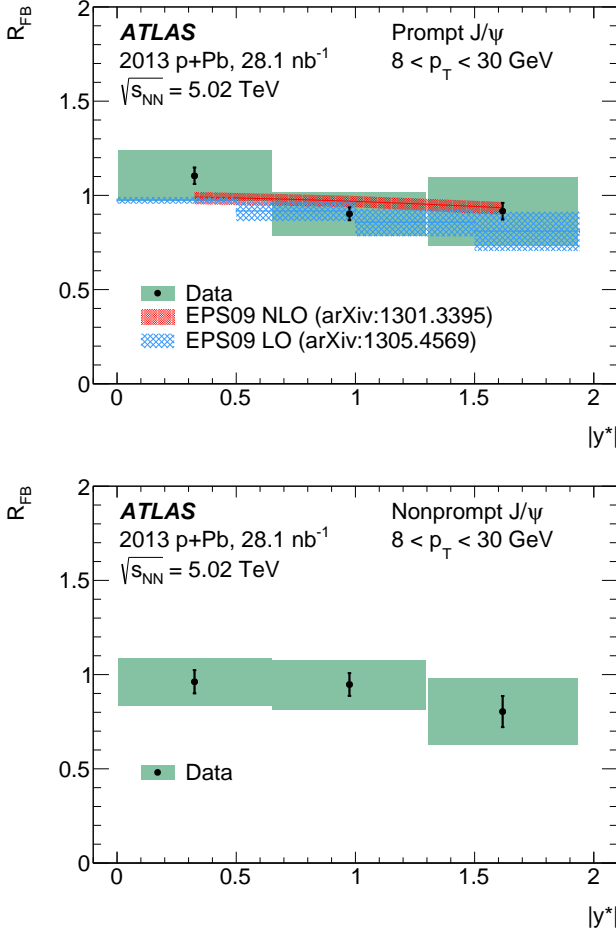 R_FB
2
1.5
1
0.5
0
ATLAS
2013 p+Pb, 28.1 nb⁻¹
√s_NN = 5.02 TeV
Prompt J/ψ
8 < p_T < 30 GeV
Data
EPS09 NLO (arXiv:1301.3395)
EPS09 LO (arXiv:1305.4569)
0 0.5 1 1.5 2
|y*|
R_FB
2
1.5
1
0.5
0
ATLAS
2013 p+Pb, 28.1 nb⁻¹
√s_NN = 5.02 TeV
Nonprompt J/ψ
8 < p_T < 30 GeV
Data
0 0.5 1 1.5 2
|y*|